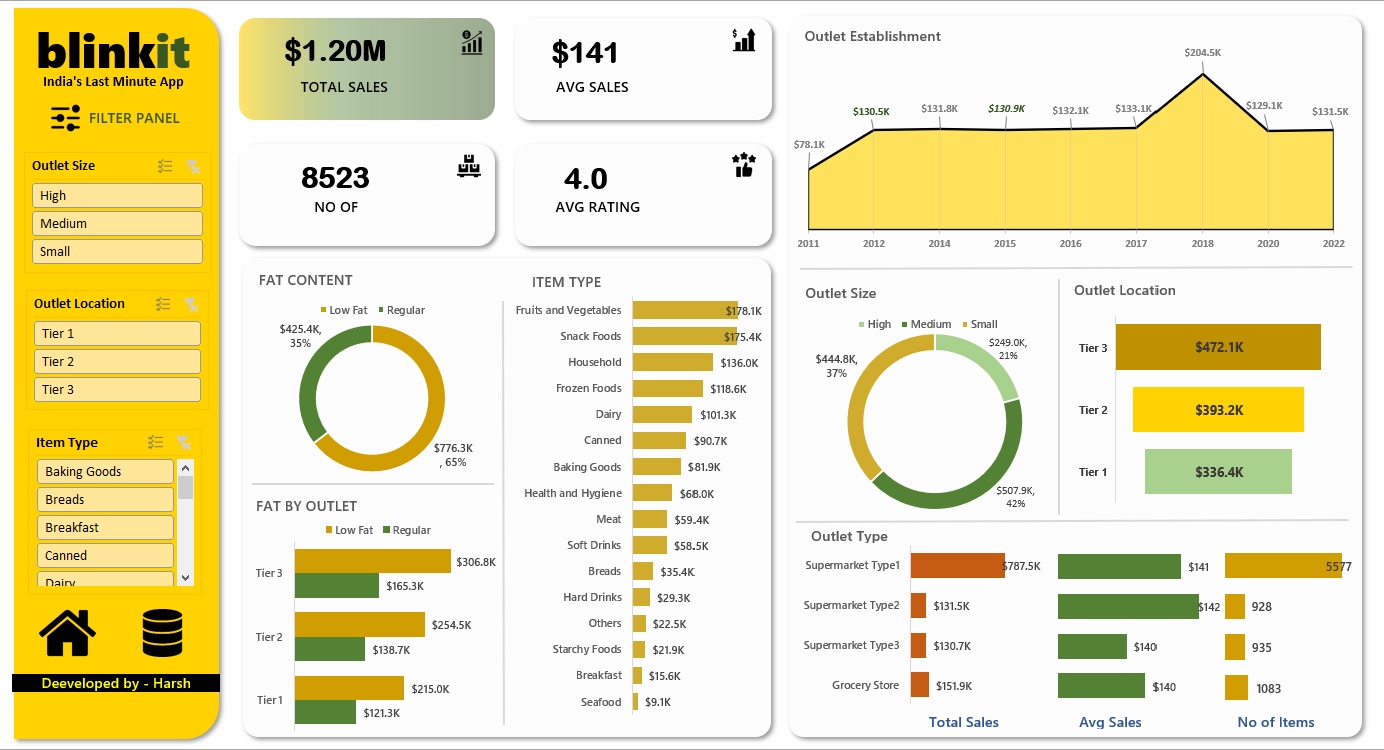 blinkit
India's Last Minute App
FILTER PANEL
Outlet Size
High
Medium
Small
Outlet Location
Tier 1
Tier 2
Tier 3
Item Type
Baking Goods
Breads
Breakfast
Canned
Dairy
Deeveloped by - Harsh
$1.20M
TOTAL SALES
$141
AVG SALES
8523
NO OF
4.0
AVG RATING
FAT CONTENT
Low Fat Regular
$425.4K,
35%
$776.3K
, 65%
FAT BY OUTLET
Low Fat Regular
Tier 3 $306.8K
$165.3K
Tier 2 $254.5K
$138.7K
Tier 1 $215.0K
$121.3K
ITEM TYPE
Fruits and Vegetables $178.1K
Snack Foods $175.4K
Household $136.0K
Frozen Foods $118.6K
Dairy $101.3K
Canned $90.7K
Baking Goods $81.9K
Health and Hygiene $68.0K
Meat $59.4K
Soft Drinks $58.5K
Breads $35.4K
Hard Drinks $29.3K
Others $22.5K
Starchy Foods $21.9K
Breakfast $15.6K
Seafood $9.1K
Outlet Establishment
$78.1K $130.5K $131.8K $130.9K $132.1K $133.1K $204.5K $129.1K $131.5K
2011 2012 2014 2015 2016 2017 2018 2020 2022
Outlet Size
High Medium Small
$249.0K,
21%
$444.8K,
37%
$507.9K,
42%
Outlet Location
Tier 3 $472.1K
Tier 2 $393.2K
Tier 1 $336.4K
Outlet Type
Supermarket Type1 $787.5K $141 5577
Supermarket Type2 $131.5K $142 928
Supermarket Type3 $130.7K $140 935
Grocery Store $151.9K $140 1083
Total Sales Avg Sales No of Items